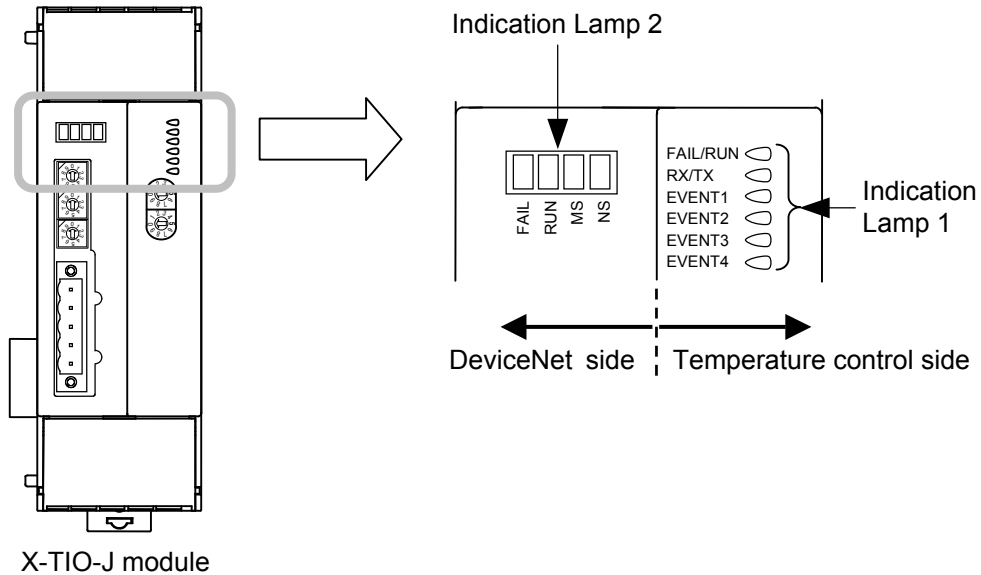 Indication Lamp 2
FAIL
RUN
MS
NS
FAIL/RUN
RX/TX
EVENT1
EVENT2
EVENT3
EVENT4
Indication
Lamp 1
DeviceNet side
Temperature control side
X-TIO-J module